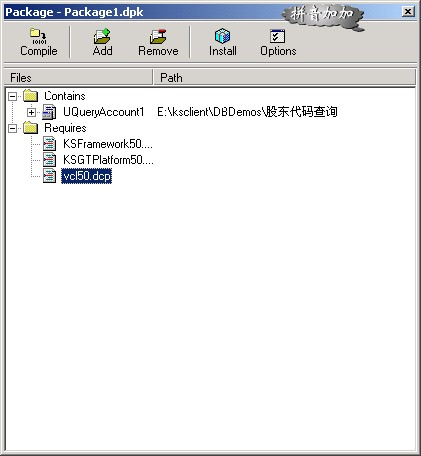 Package - Package1.dpk
拼音加加
Compile Add Remove Install Options
Files Path
Contains
UQueryAccount1 E:\ksclient\DBDemos\股东代码查询
Requires
KSFramework50....
KSGTPlatform50....
vcl50.dcp